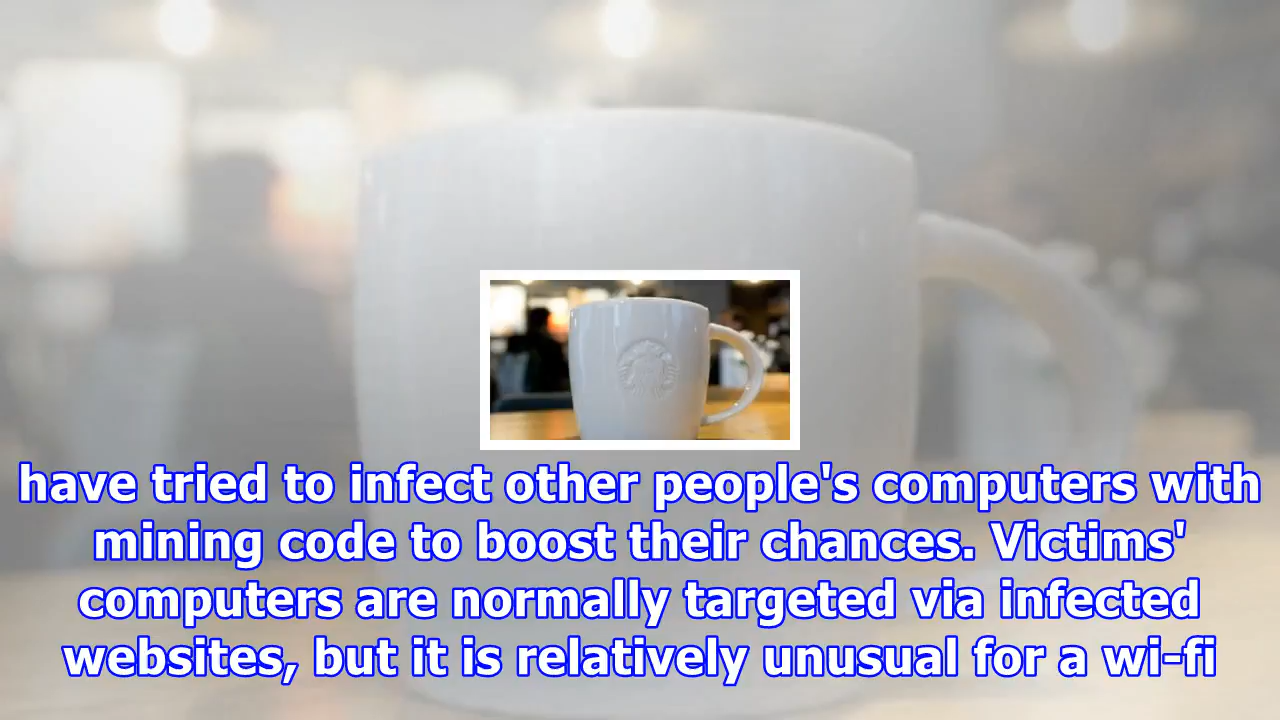 have tried to infect other people's computers with
mining code to boost their chances. Victims'
computers are normally targeted via infected
websites, but it is relatively unusual for a wi-fi